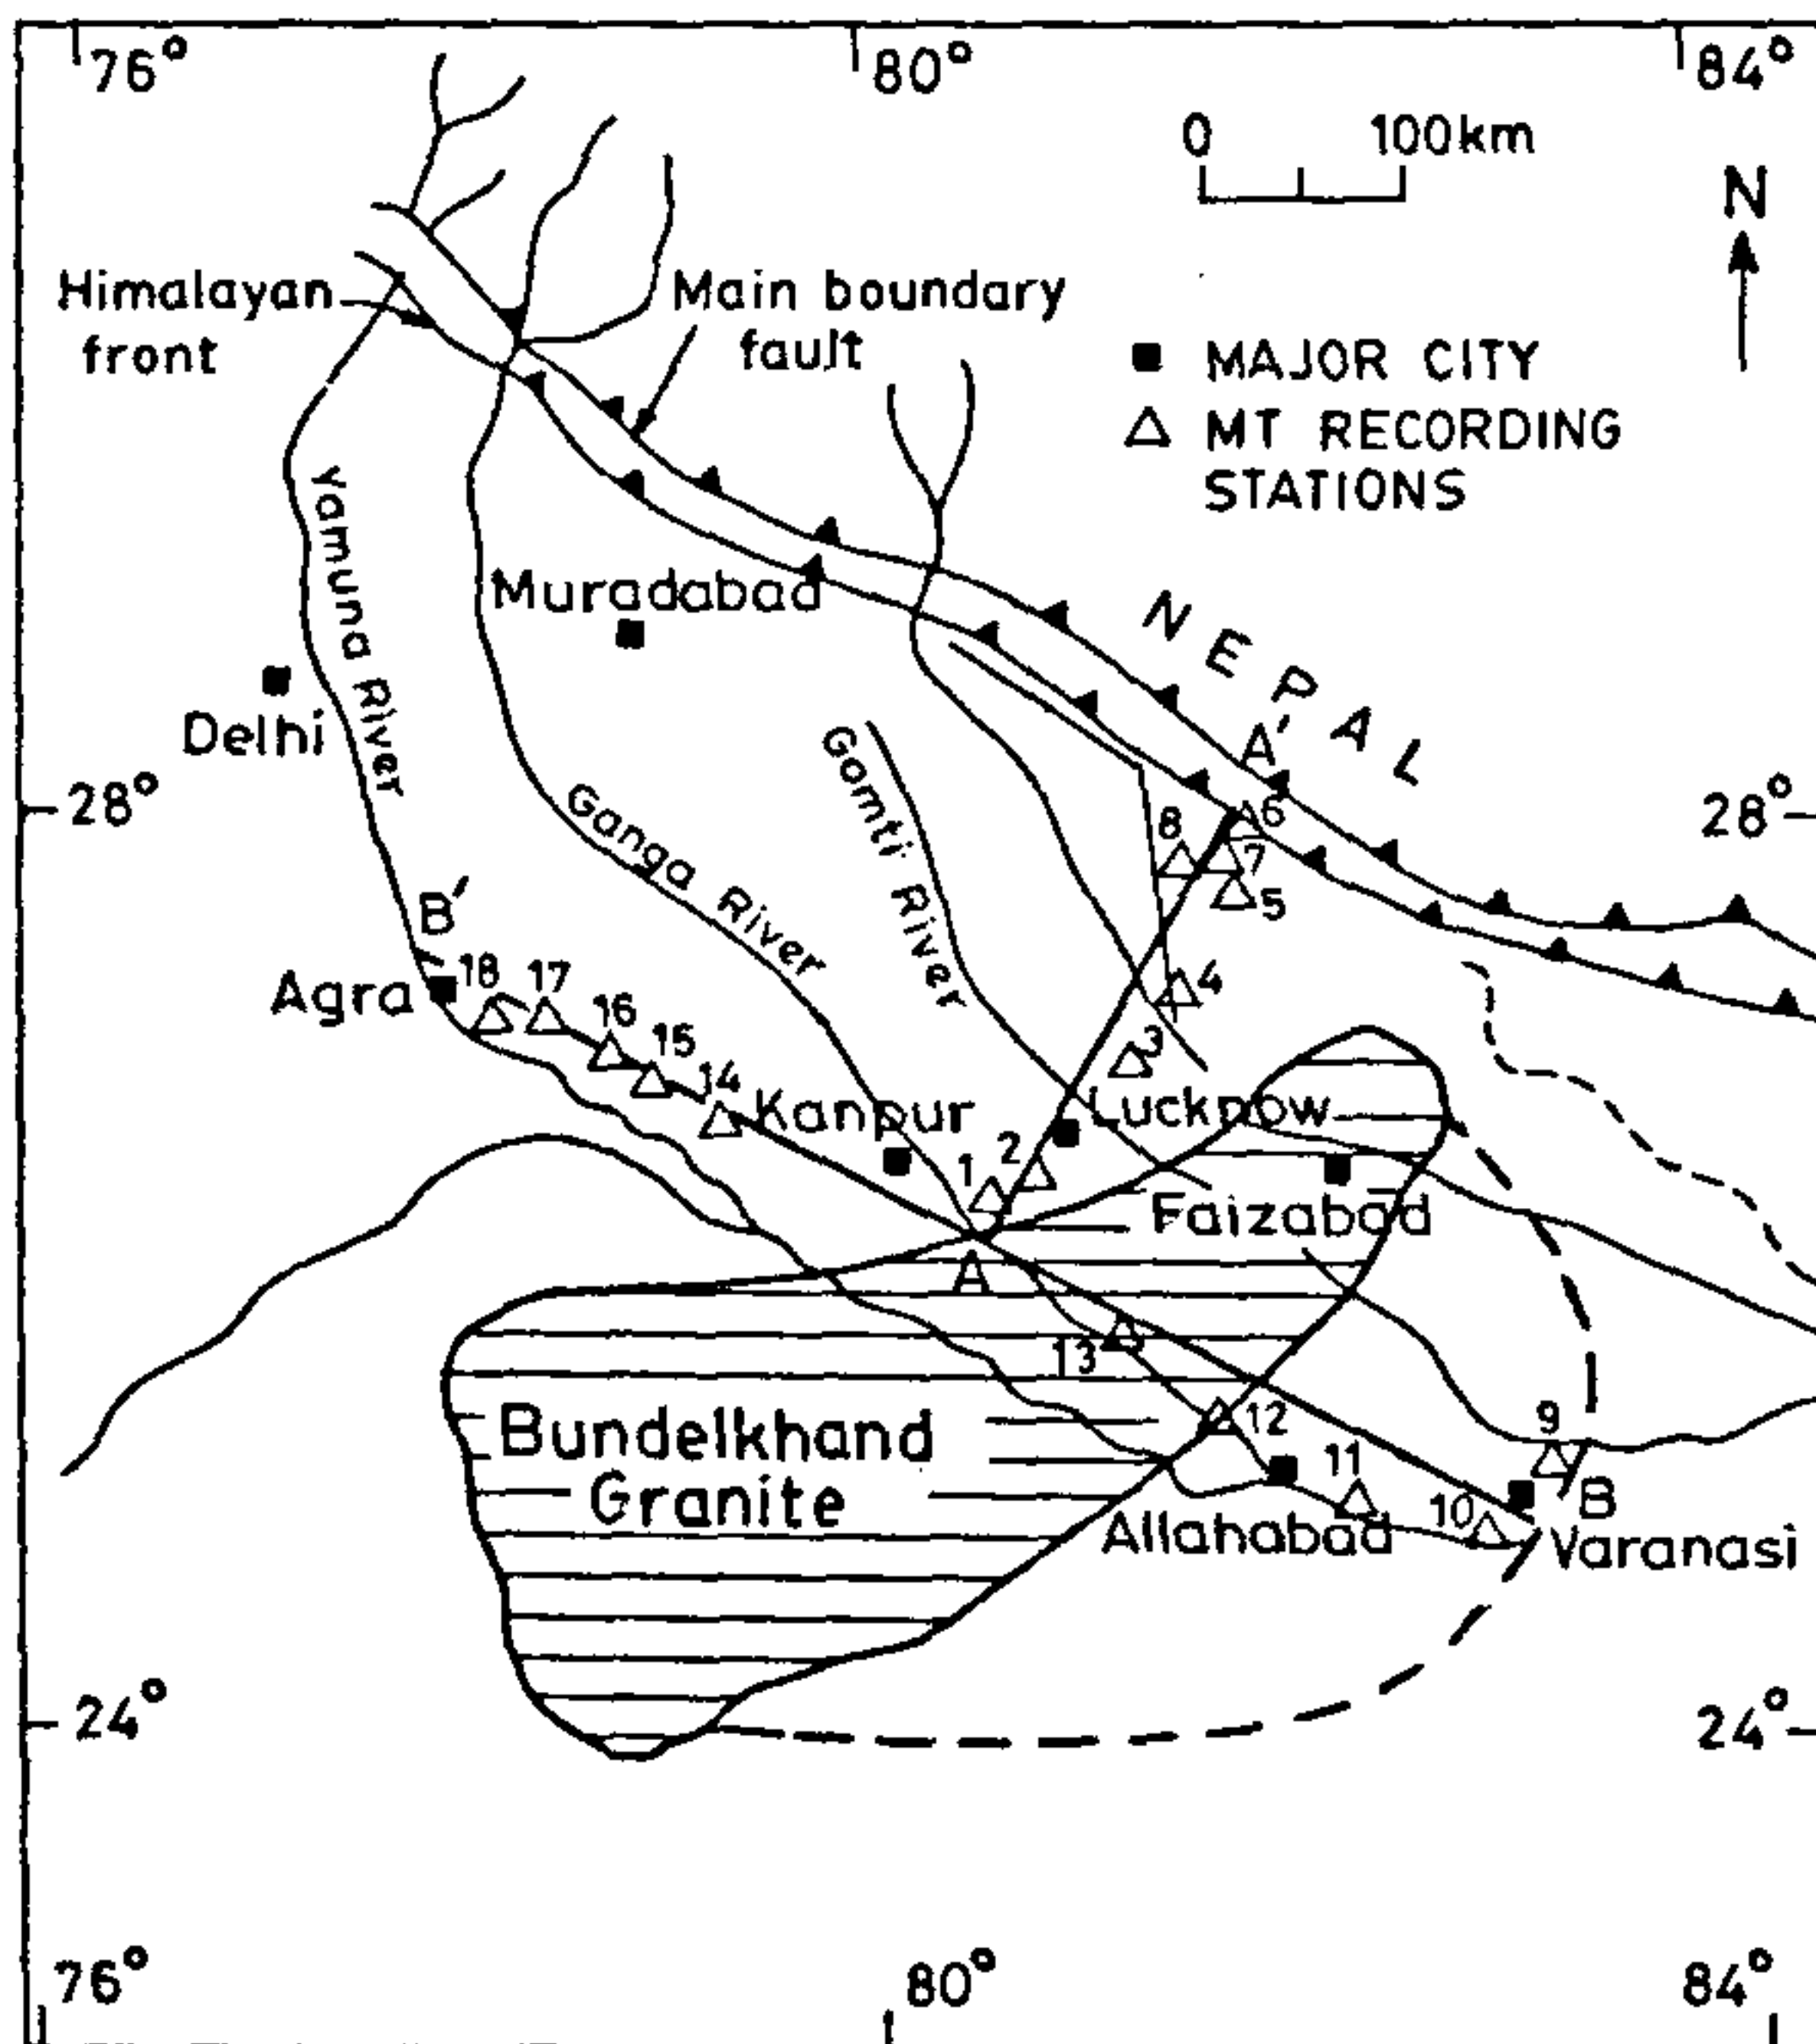 76°
80°
84°
0 100km
N
Himalayan
front
Main boundary
fault
MAJOR CITY
MT RECORDING
STATIONS
Yamuna River
Muradabad
NEPAL
Delhi
A'
Gomti River
28°
28°
Ganga River
8
6
7
5
B'
Agra
18
17
16
15
14
4
3
Kanpur
Lucknow
1
2
Faizabad
A
13
Bundelkhand
Granite
12
9
11
10
B
Allahabad
Varanasi
24°
24°
76°
80°
84°